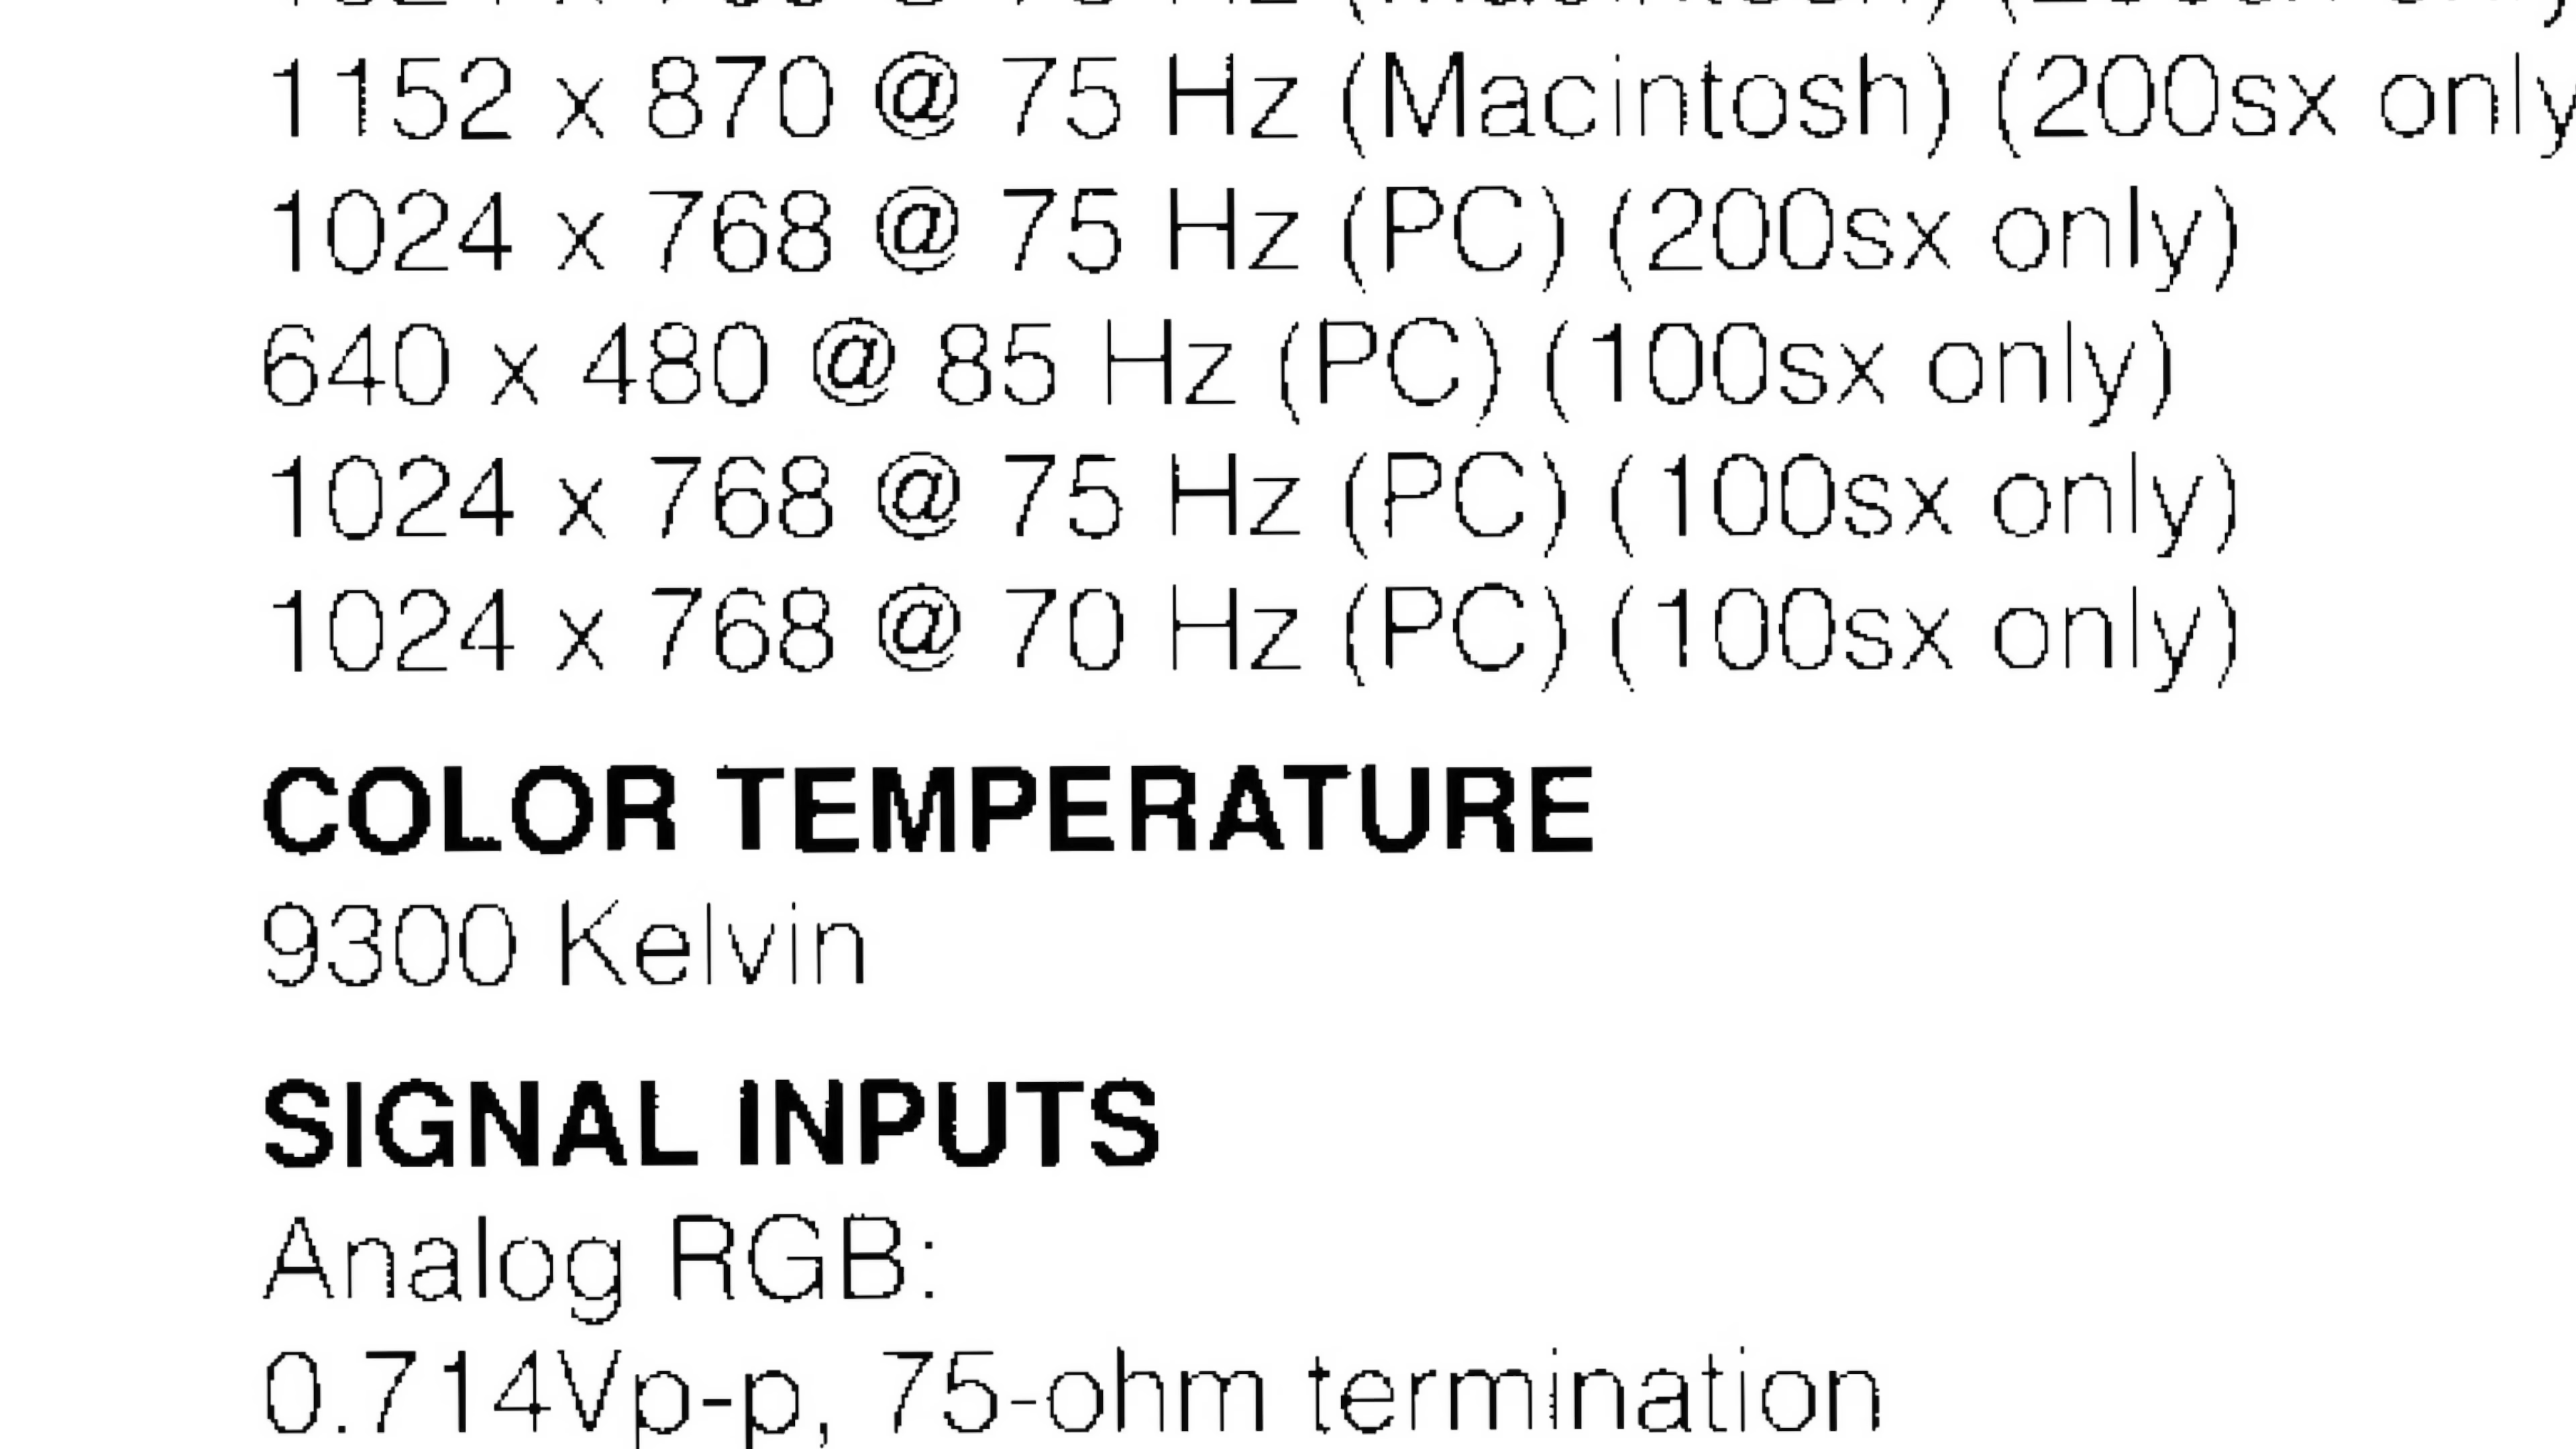 1152 x 870 @ 75 Hz (Macintosh) (200sx only
1024 x 768 @ 75 Hz (PC) (200sx only)
640 x 480 @ 85 Hz (PC) (100sx only)
1024 x 768 @ 75 Hz (PC) (100sx only)
1024 x 768 @ 70 Hz (PC) (100sx only)
COLOR TEMPERATURE
9300 Kelvin
SIGNAL INPUTS
Analog RGB:
0.714Vp-p, 75-ohm termination